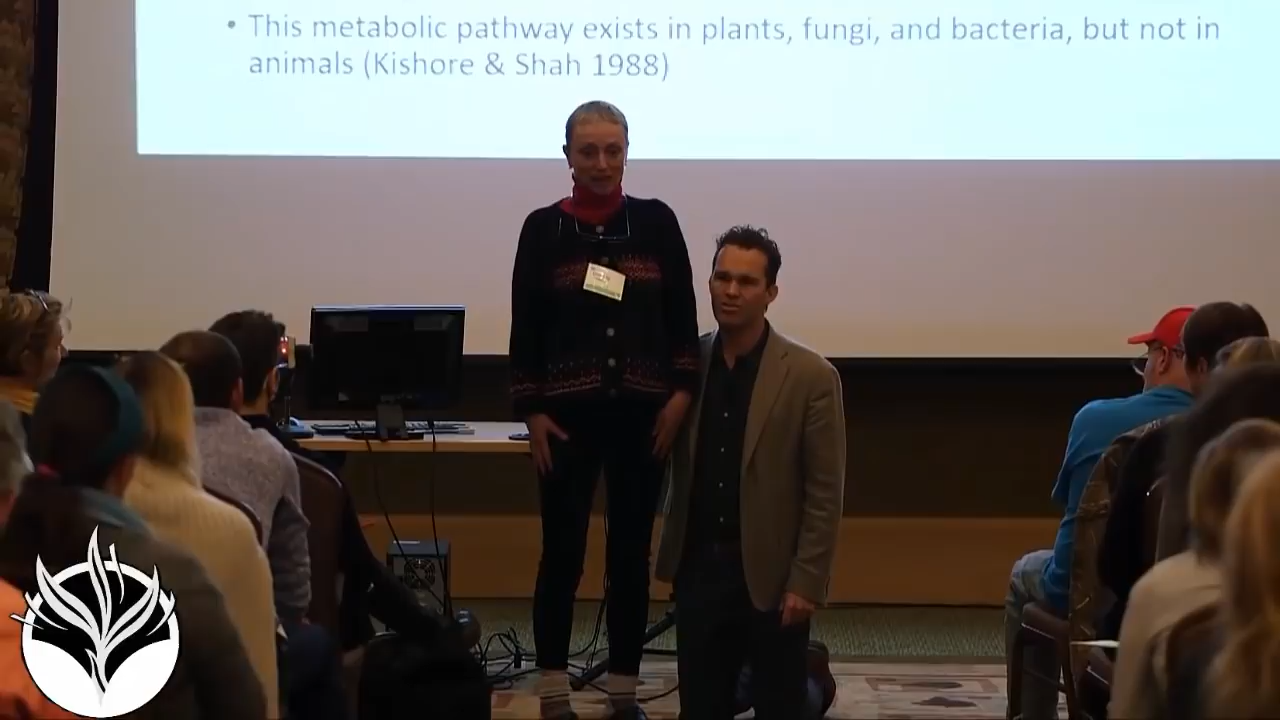 • This metabolic pathway exists in plants, fungi, and bacteria, but not in
animals (Kishore & Shah 1988)